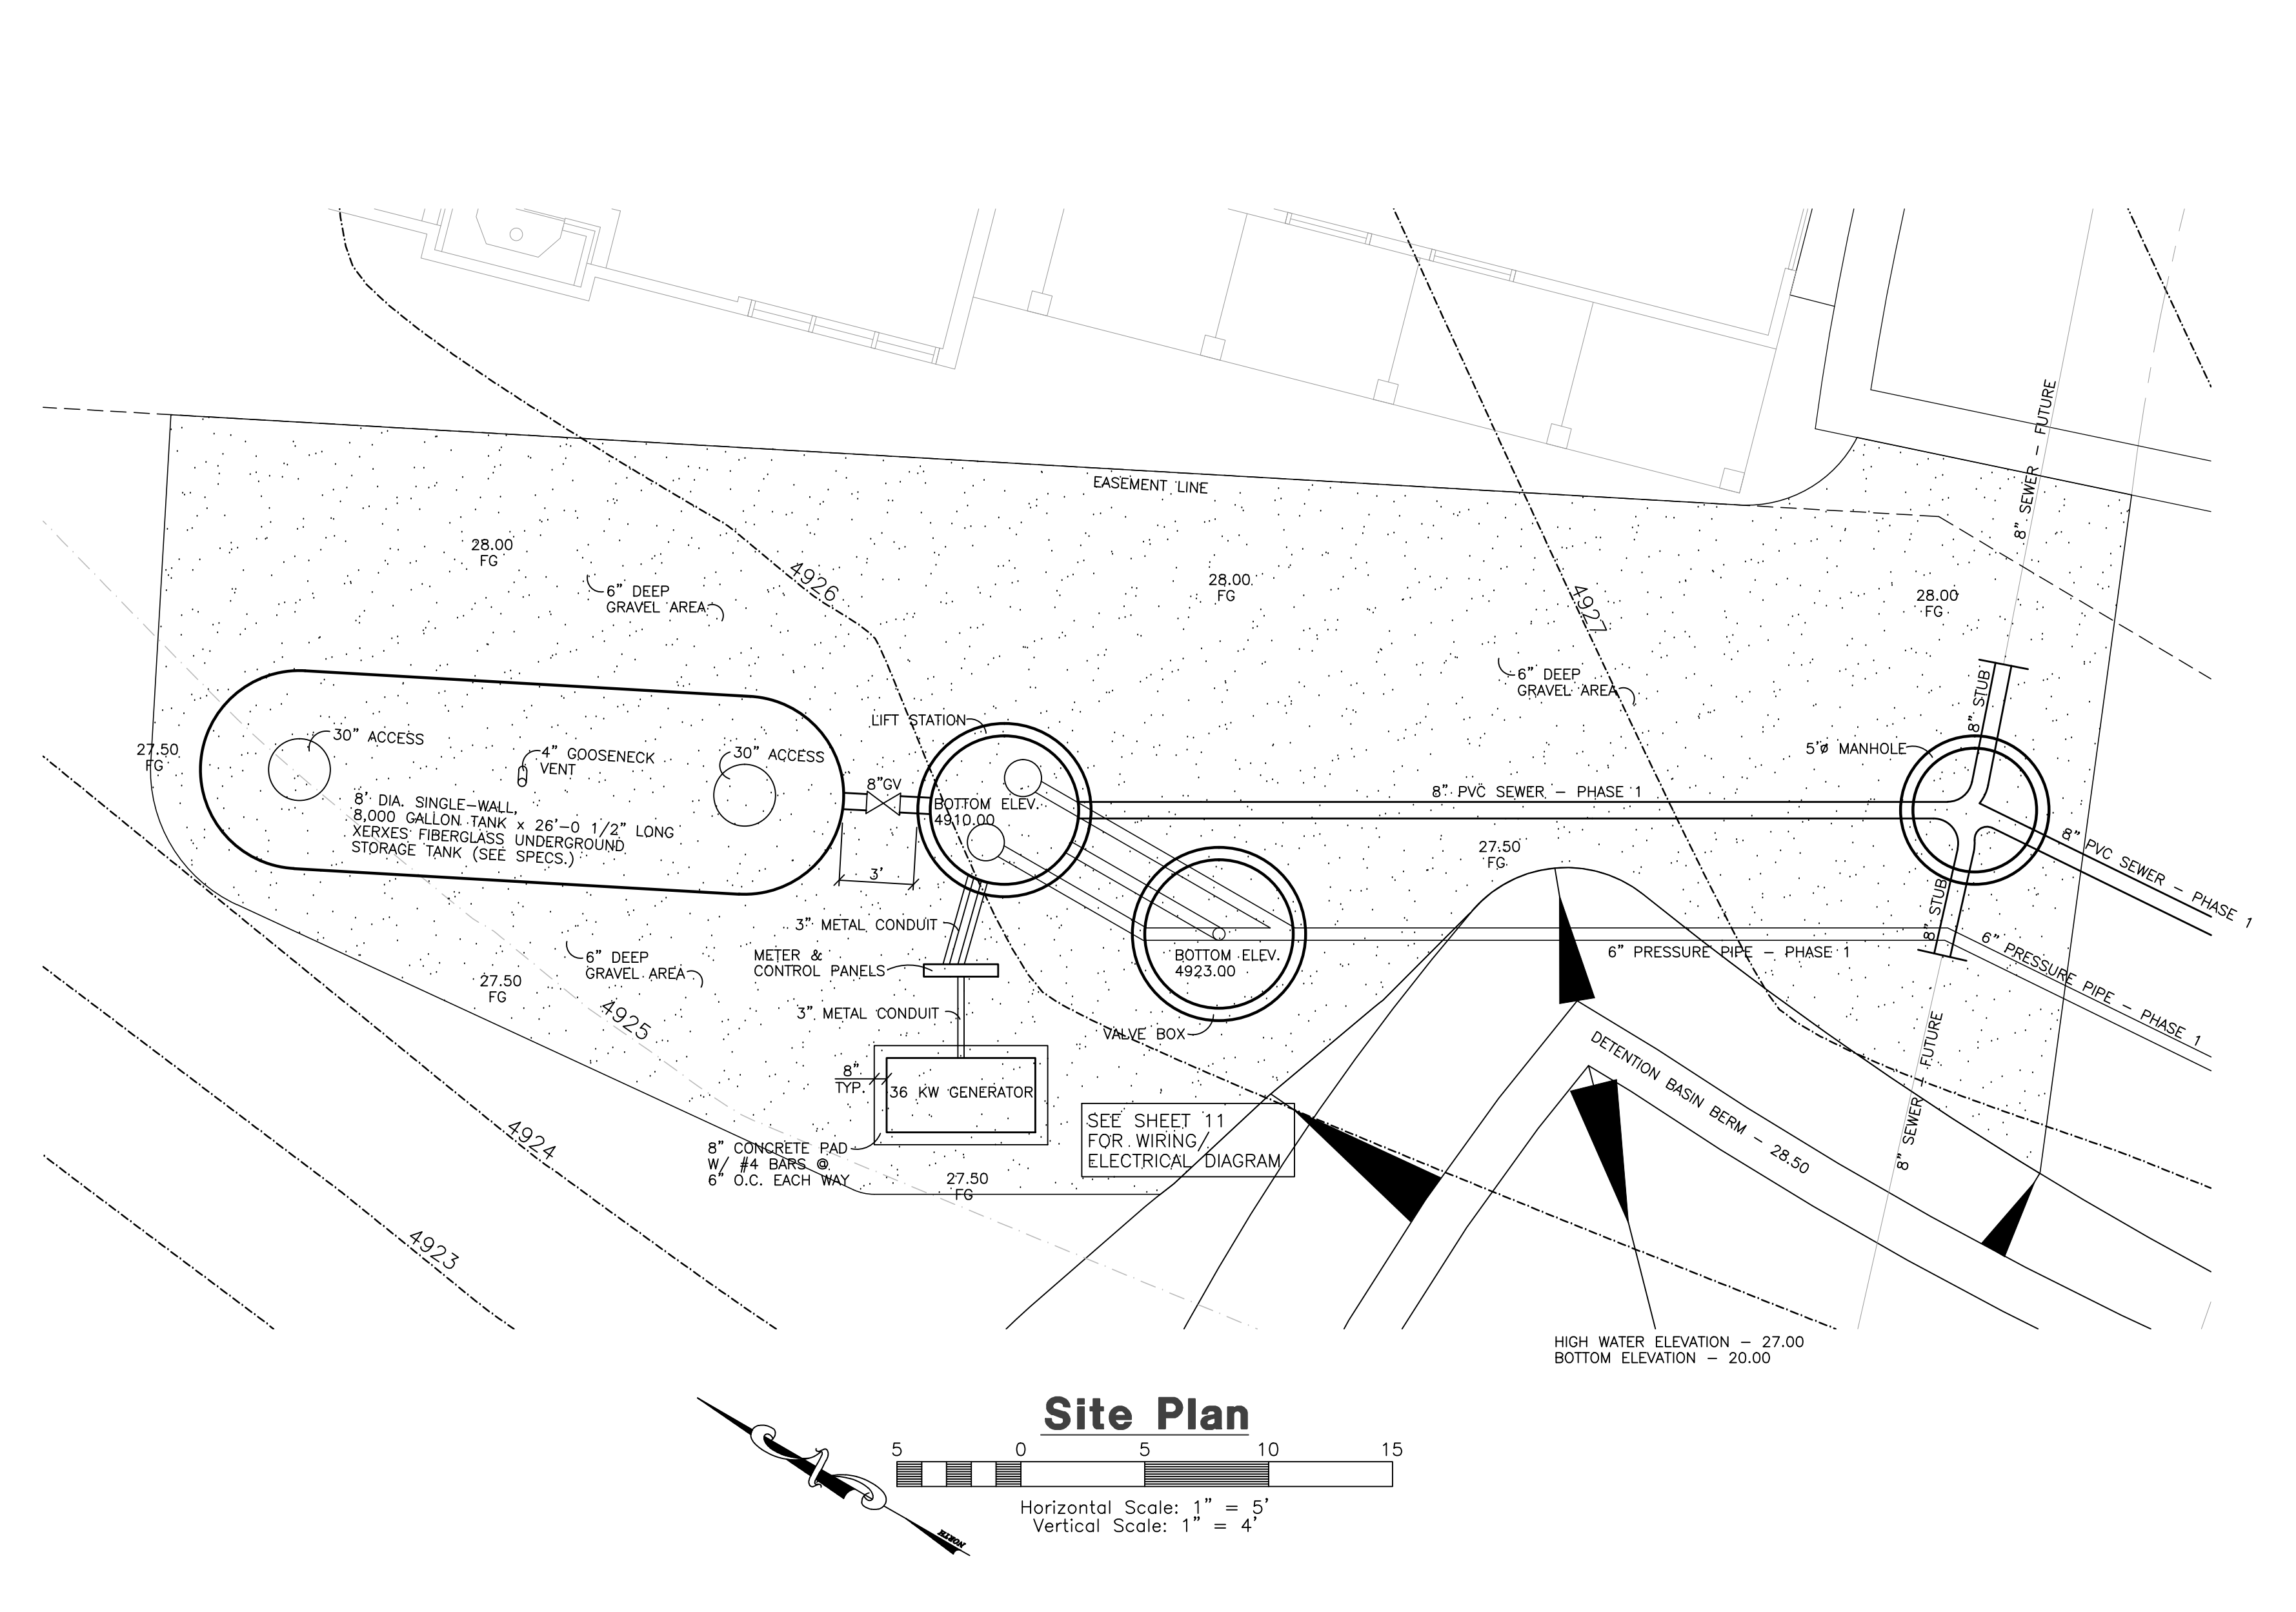 8" SEWER – FUTURE
EASEMENT LINE
28.00
FG
6" DEEP
GRAVEL AREA
4926
28.00
FG
4927
28.00
FG
6" DEEP
GRAVEL AREA
8" STUB
5'ø MANHOLE
LIFT STATION
27.50
FG
30" ACCESS
4" GOOSENECK
VENT
30" ACCESS
8"GV
8' DIA. SINGLE-WALL,
8,000 GALLON TANK x 26'-0 1/2" LONG
XERXES FIBERGLASS UNDERGROUND
STORAGE TANK (SEE SPECS.)
BOTTOM ELEV.
4910.00
8" PVC SEWER – PHASE 1
8" PVC SEWER – PHASE 1
27.50
FG
3'
8" STUB
3" METAL CONDUIT
METER &
CONTROL PANELS
BOTTOM ELEV.
4923.00
6" PRESSURE PIPE – PHASE 1
6" PRESSURE PIPE – PHASE 1
6" DEEP
GRAVEL AREA
27.50
FG
4925
3" METAL CONDUIT
VALVE BOX
8"
TYP.
36 KW GENERATOR
DETENTION BASIN BERM – 28.50
8" SEWER – FUTURE
SEE SHEET 11
FOR WIRING/
ELECTRICAL DIAGRAM
8" CONCRETE PAD
W/ #4 BARS @
6" O.C. EACH WAY
27.50
FG
4924
4923
HIGH WATER ELEVATION – 27.00
BOTTOM ELEVATION – 20.00
Site Plan
5 0 5 10 15
Horizontal Scale: 1" = 5'
Vertical Scale: 1" = 4'
NORTH